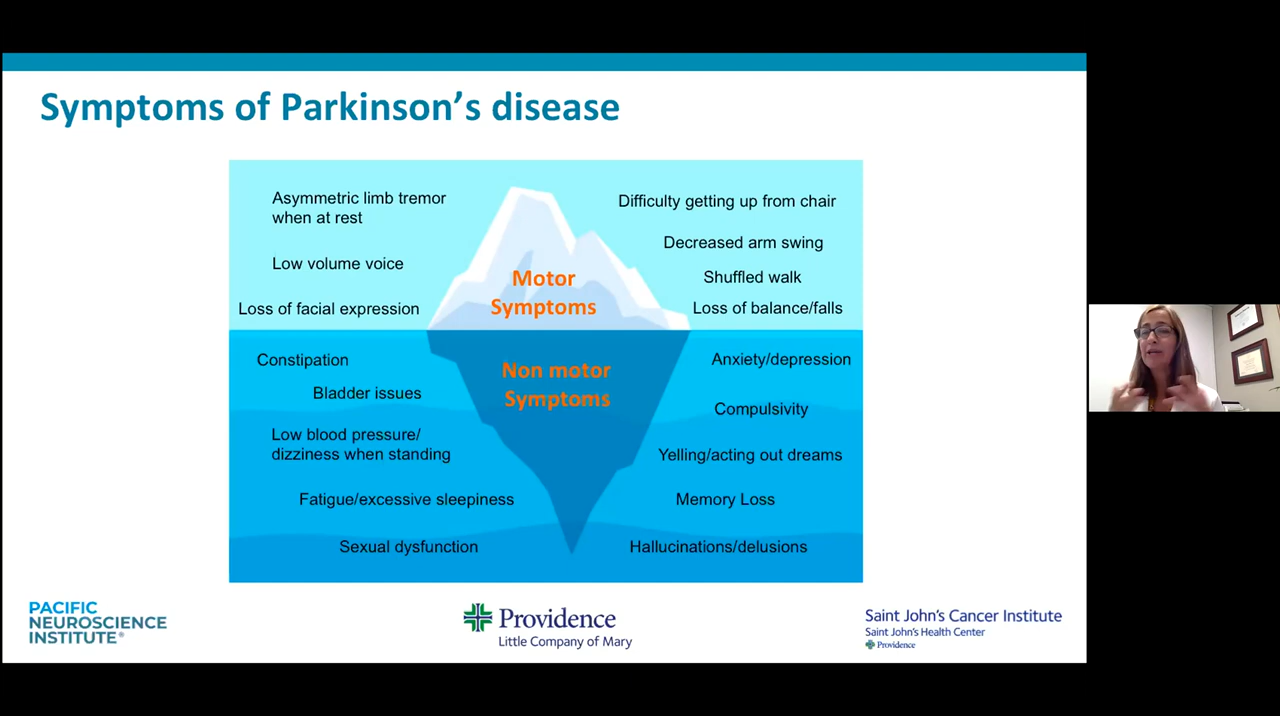 Symptoms of Parkinson's disease
Asymmetric limb tremor
when at rest
Low volume voice
Loss of facial expression
Difficulty getting up from chair
Decreased arm swing
Shuffled walk
Loss of balance/falls
Motor
Symptoms
Non motor
Symptoms
Constipation
Bladder issues
Low blood pressure/
dizziness when standing
Fatigue/excessive sleepiness
Sexual dysfunction
Anxiety/depression
Compulsivity
Yelling/acting out dreams
Memory Loss
Hallucinations/delusions
PACIFIC
NEUROSCIENCE
INSTITUTE®
Providence
Little Company of Mary
Saint John's Cancer Institute
Saint John's Health Center
Providence